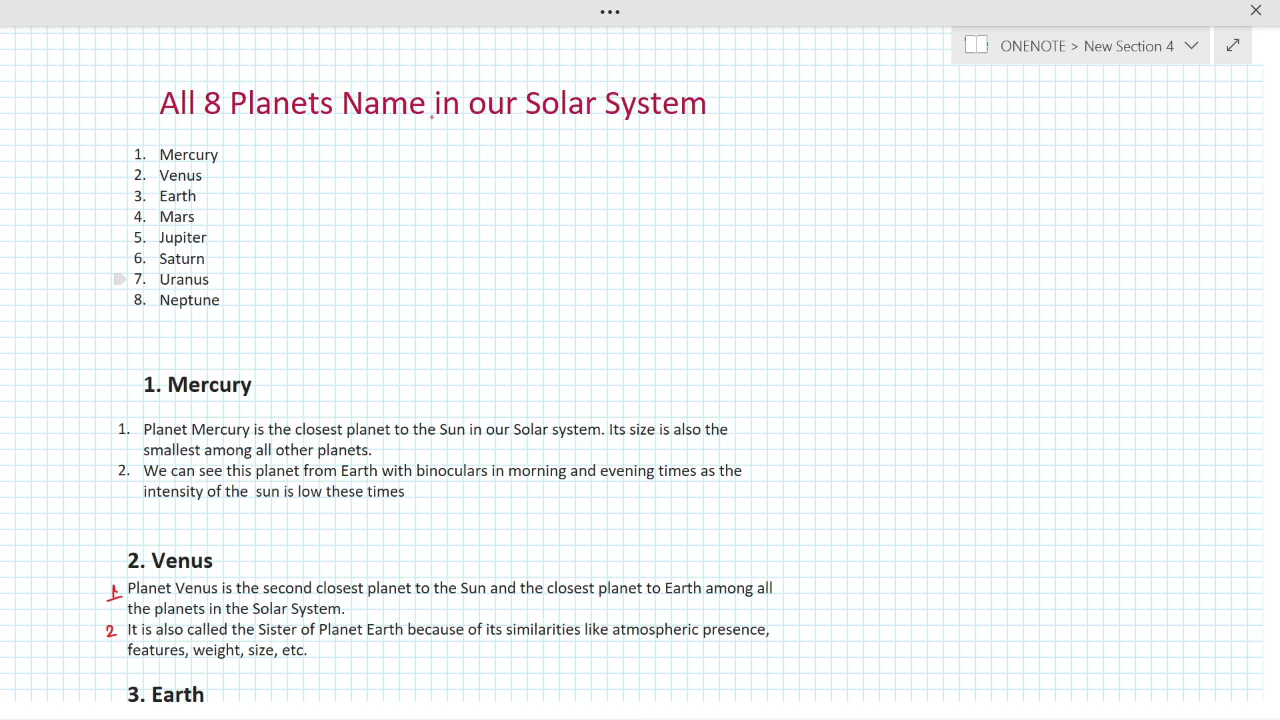 ONENOTE > New Section 4
All 8 Planets Name in our Solar System
1. Mercury
2. Venus
3. Earth
4. Mars
5. Jupiter
6. Saturn
7. Uranus
8. Neptune
1. Mercury
1. Planet Mercury is the closest planet to the Sun in our Solar system. Its size is also the
smallest among all other planets.
2. We can see this planet from Earth with binoculars in morning and evening times as the
intensity of the  sun is low these times
2. Venus
1 Planet Venus is the second closest planet to the Sun and the closest planet to Earth among all
the planets in the Solar System.
2 It is also called the Sister of Planet Earth because of its similarities like atmospheric presence,
features, weight, size, etc.
3. Earth